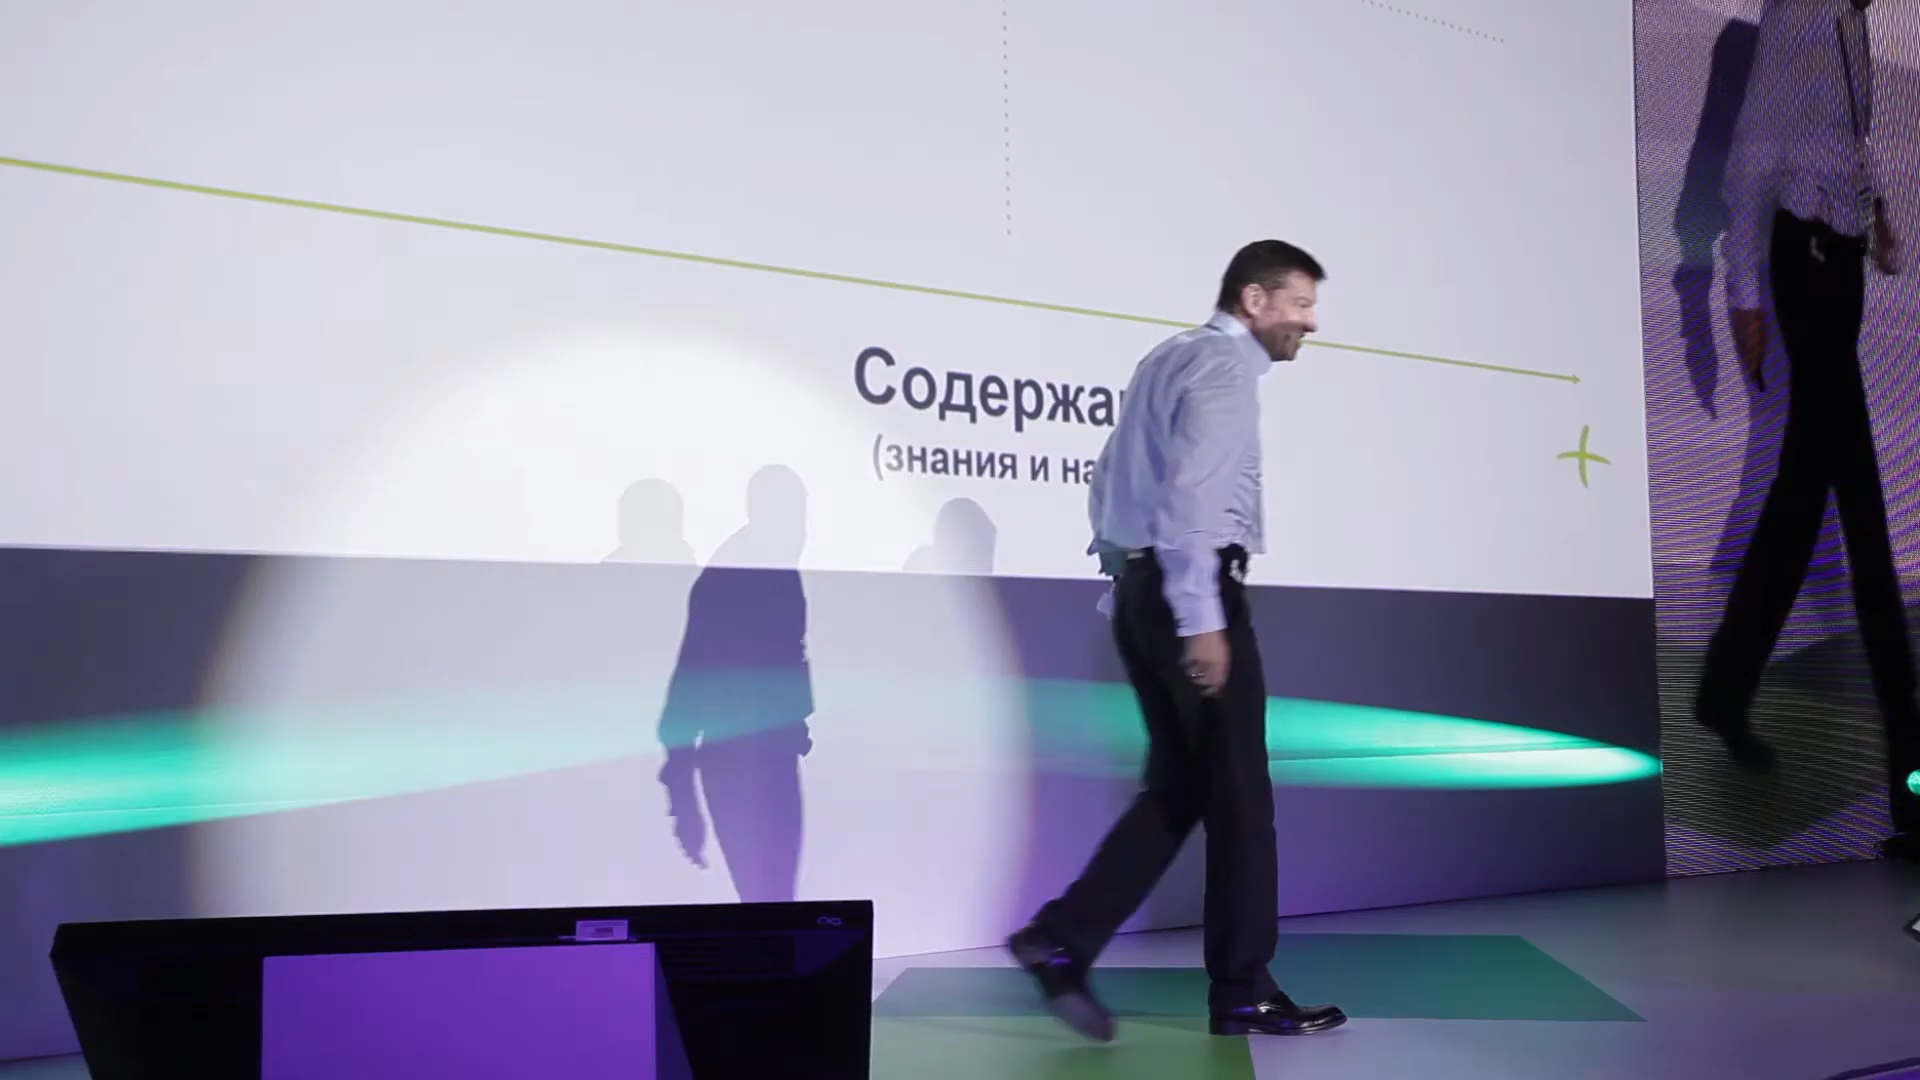 Содержа
(знания и на